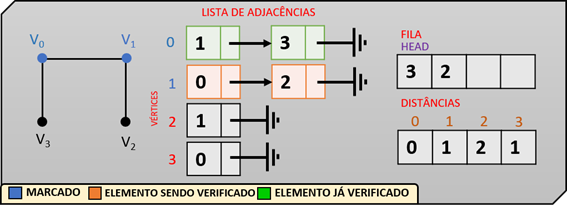 LISTA DE ADJACÊNCIAS
V0 V1
V3 V2
VÉRTICES
0 1 3
1 0 2
2 1
3 0
FILA
HEAD
3 2
DISTÂNCIAS
0 1 2 3
0 1 2 1
MARCADO ELEMENTO SENDO VERIFICADO ELEMENTO JÁ VERIFICADO